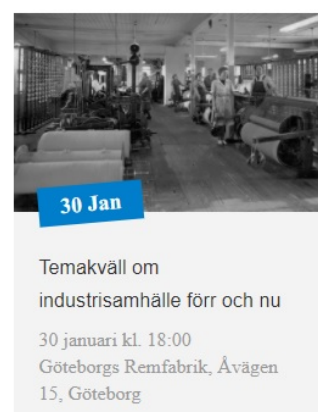 30 Jan
Temakväll om
industrisamhälle förr och nu
30 januari kl. 18:00
Göteborgs Remfabrik, Åvägen
15, Göteborg